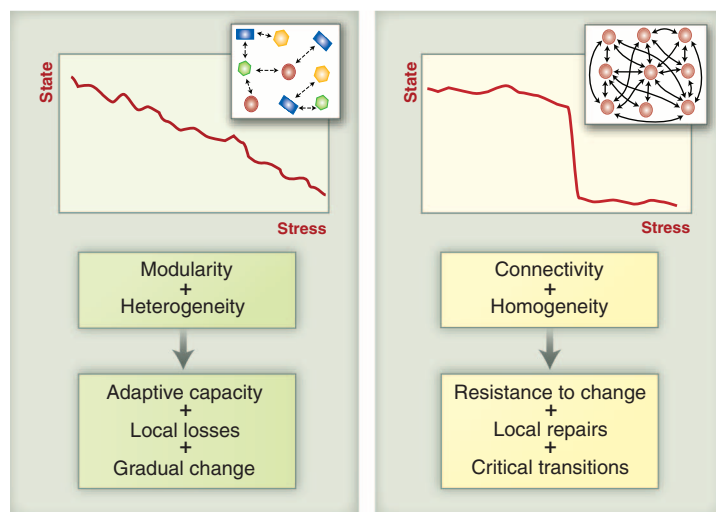 State
Stress
Modularity
+
Heterogeneity
Adaptive capacity
+
Local losses
+
Gradual change
State
Stress
Connectivity
+
Homogeneity
Resistance to change
+
Local repairs
+
Critical transitions